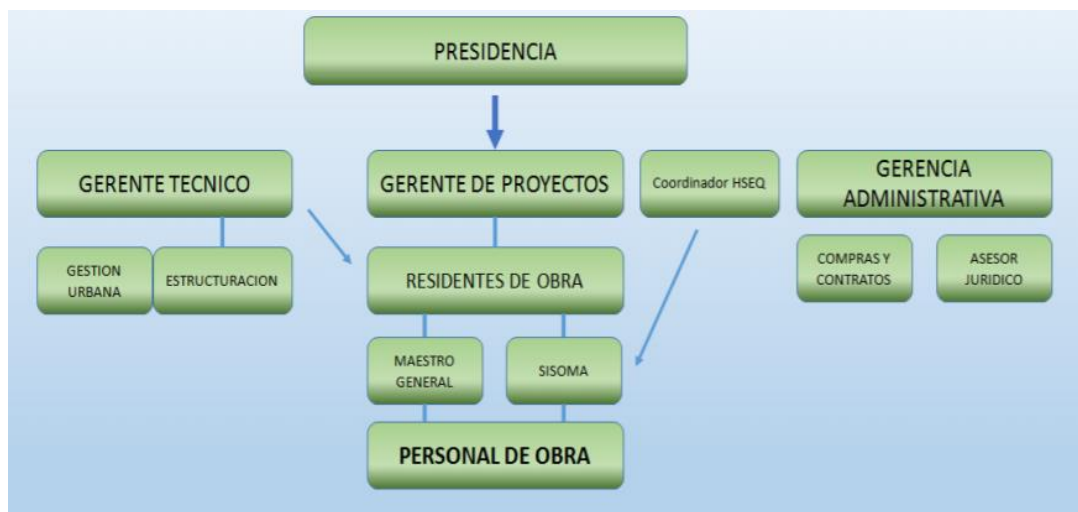 PRESIDENCIA
GERENTE TECNICO
GERENTE DE PROYECTOS
Coordinador HSEQ
GERENCIA
ADMINISTRATIVA
GESTION
URBANA
ESTRUCTURACION
RESIDENTES DE OBRA
COMPRAS Y
CONTRATOS
ASESOR
JURIDICO
MAESTRO
GENERAL
SISOMA
PERSONAL DE OBRA